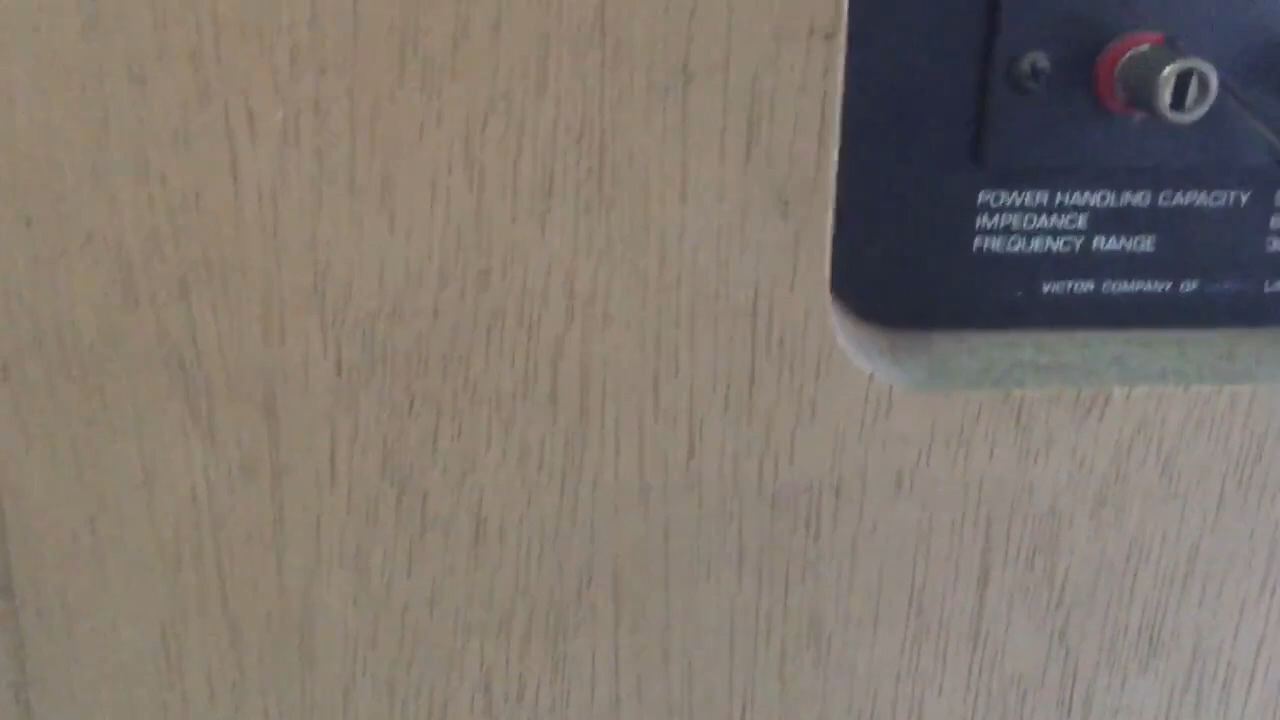 POWER HANDLING CAPACITY
IMPEDANCE
FREQUENCY RANGE
VICTOR COMPANY OF